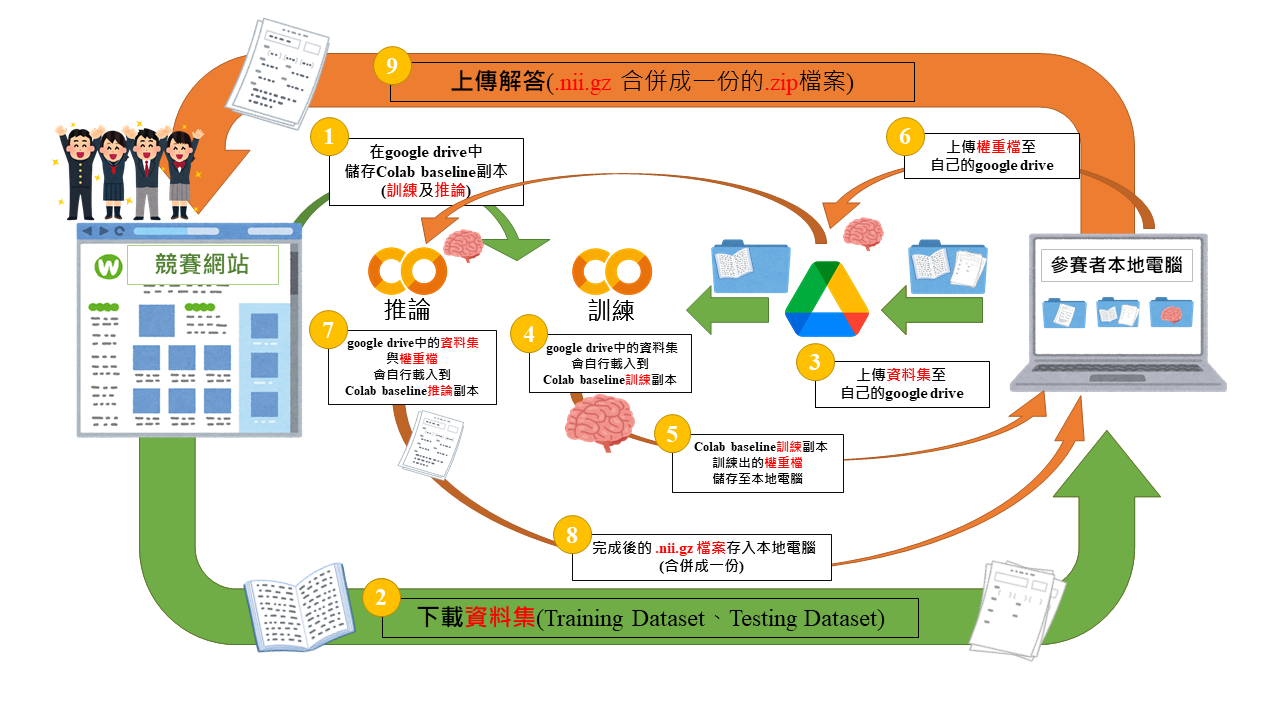 9
上傳解答(.nii.gz 合併成一份的.zip檔案)
1
在google drive中
儲存Colab baseline副本
(訓練及推論)
6
上傳權重檔至
自己的google drive
W
競賽網站
參賽者本地電腦
推論
訓練
7
google drive中的資料集
與權重檔
會自行載入到
Colab baseline推論副本
4
google drive中的資料集
會自行載入到
Colab baseline訓練副本
3
上傳資料集至
自己的google drive
5
Colab baseline訓練副本
訓練出的權重檔
儲存至本地電腦
8
完成後的 .nii.gz 檔案存入本地電腦
(合併成一份)
2
下載資料集(Training Dataset、Testing Dataset)